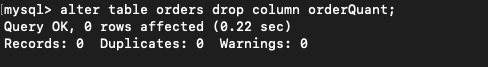 [mysql> alter table orders drop column orderQuant;
Query OK, 0 rows affected (0.22 sec)
Records: 0  Duplicates: 0  Warnings: 0